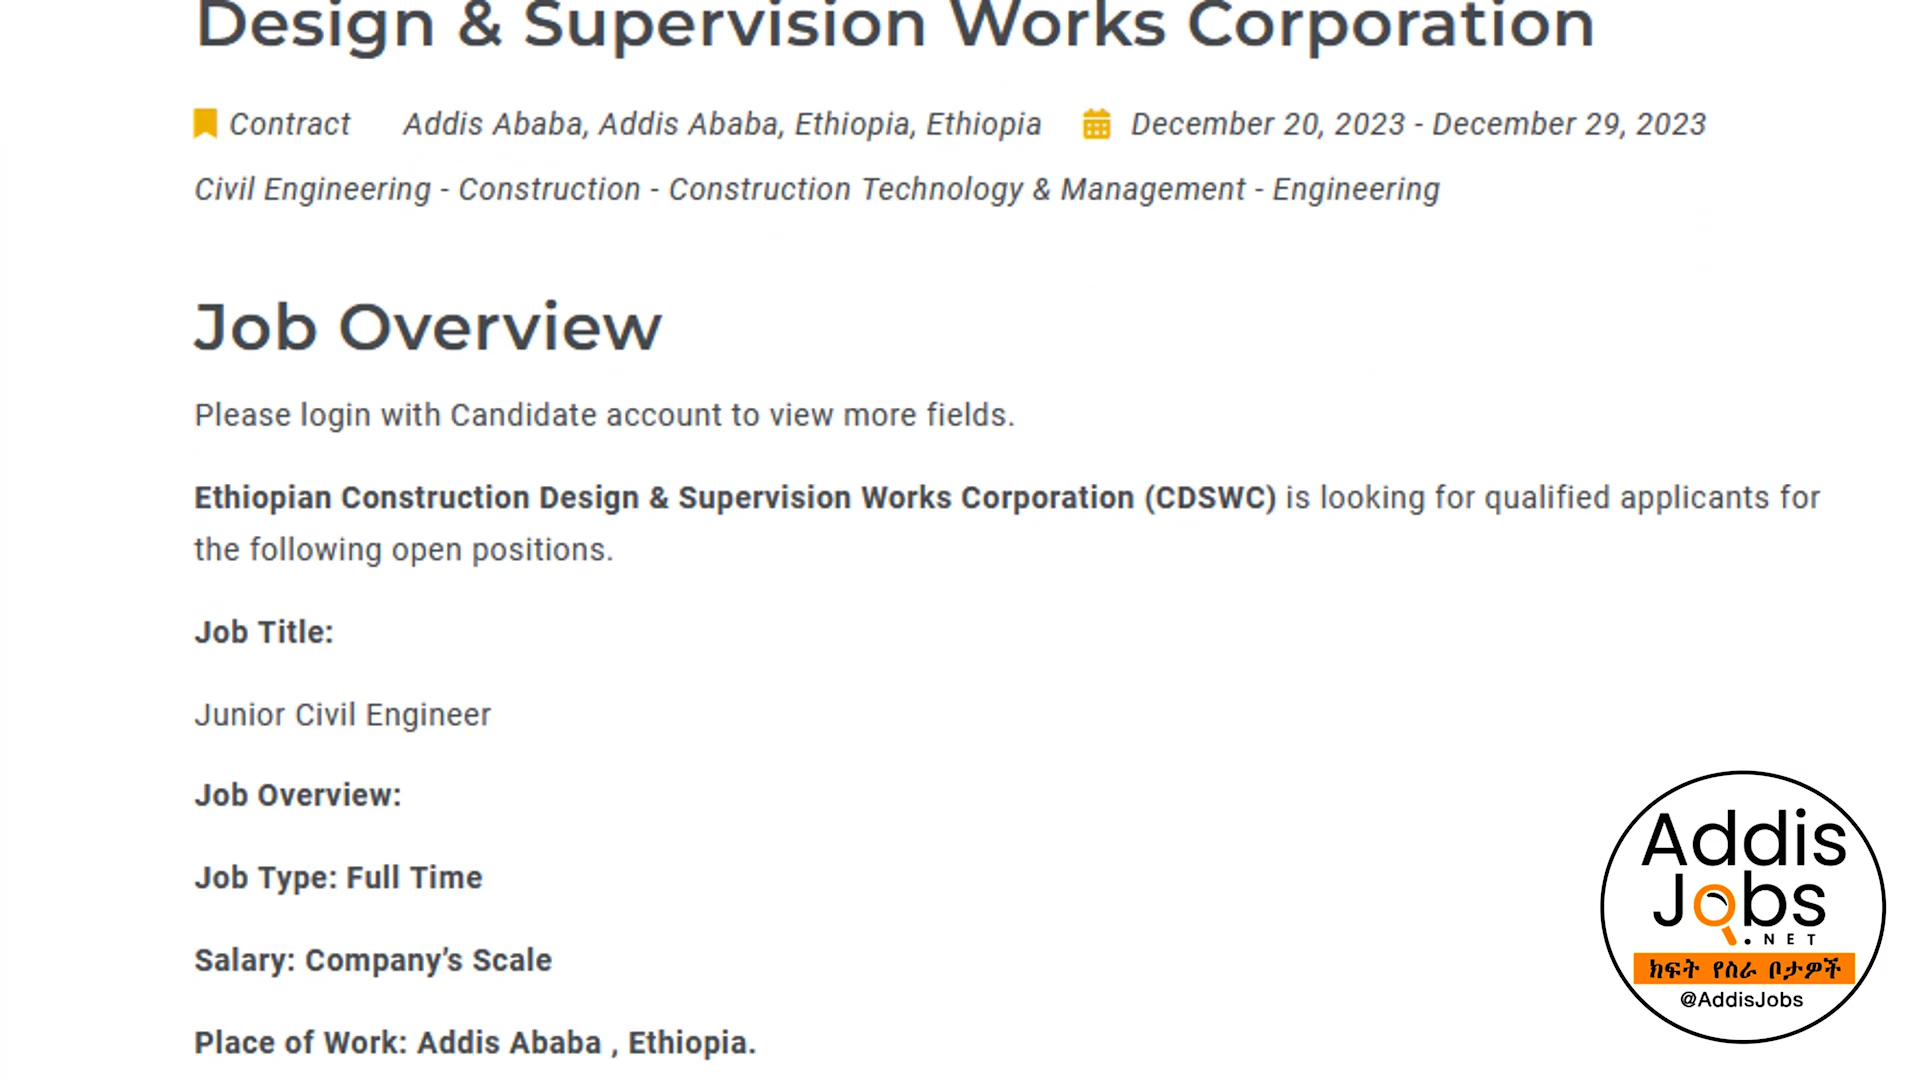 Design & Supervision Works Corporation
Contract Addis Ababa, Addis Ababa, Ethiopia, Ethiopia December 20, 2023 - December 29, 2023
Civil Engineering - Construction - Construction Technology & Management - Engineering
Job Overview
Please login with Candidate account to view more fields.
Ethiopian Construction Design & Supervision Works Corporation (CDSWC) is looking for qualified applicants for
the following open positions.
Job Title:
Junior Civil Engineer
Job Overview:
Job Type: Full Time
Salary: Company’s Scale
Place of Work: Addis Ababa , Ethiopia.
Addis
Jobs
.NET
ክፍት የስራ ቦታዎች
@AddisJobs